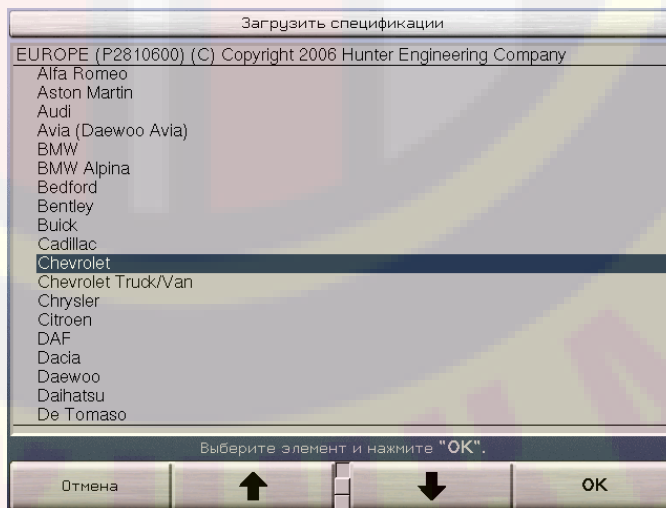 Загрузить спецификации
EUROPE (P2810600) (C) Copyright 2006 Hunter Engineering Company
Alfa Romeo
Aston Martin
Audi
Avia (Daewoo Avia)
BMW
BMW Alpina
Bedford
Bentley
Buick
Cadillac
Chevrolet
Chevrolet Truck/Van
Chrysler
Citroen
DAF
Dacia
Daewoo
Daihatsu
De Tomaso
Выберите элемент и нажмите "OK".
Отмена OK